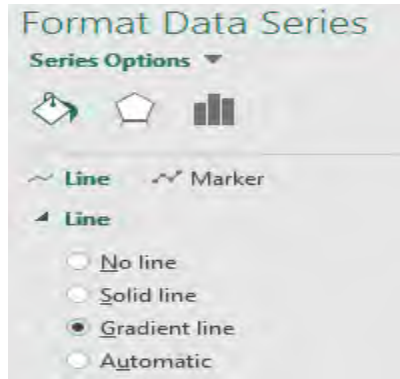 Format Data Series
Series Options
Line Marker
Line
No line
Solid line
Gradient line
Automatic